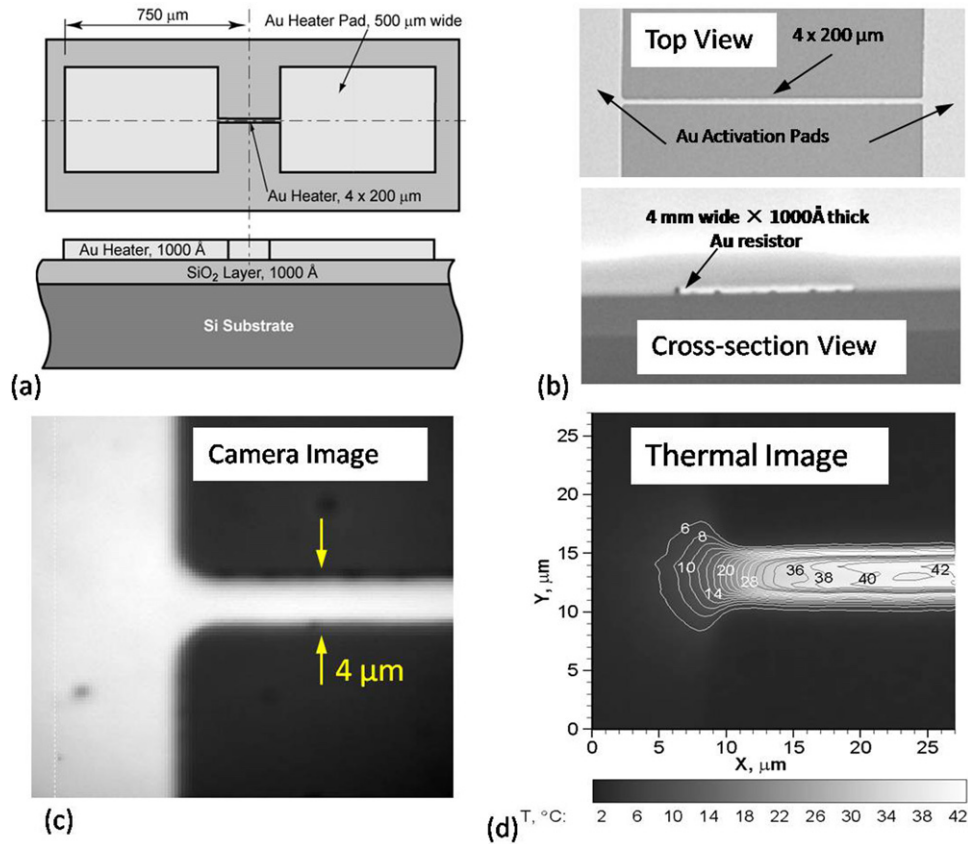 750 μm
Au Heater Pad, 500 μm wide
Au Heater, 4 x 200 μm
Au Heater, 1000 Å
SiO₂ Layer, 1000 Å
Si Substrate
(a)
Top View
4 x 200 μm
Au Activation Pads
4 mm wide × 1000Å thick
Au resistor
Cross-section View
(b)
Camera Image
4 μm
(c)
Thermal Image
Y, μm
25
20
15
10
5
0
6
8
10
20
28
14
36
38
40
42
0 5 10 15 20 25
X, μm
(d)
T, °C: 2 6 10 14 18 22 26 30 34 38 42